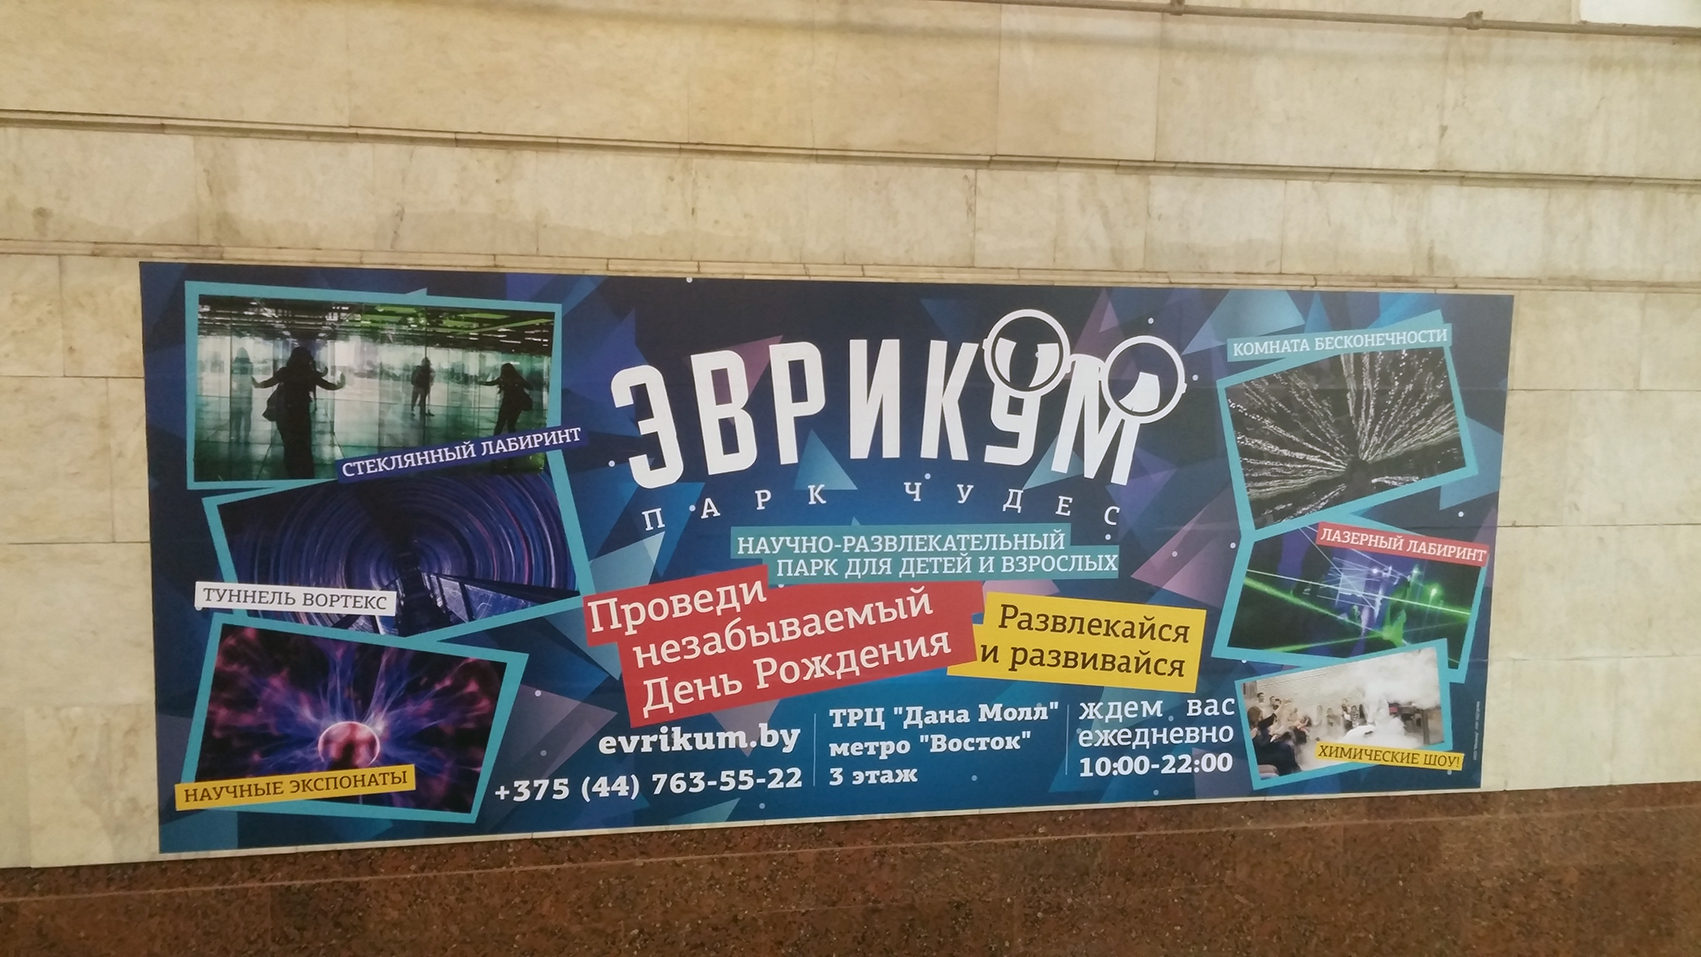 ЭВРИКУМ
ПАРК ЧУДЕС
НАУЧНО-РАЗВЛЕКАТЕЛЬНЫЙ
ПАРК ДЛЯ ДЕТЕЙ И ВЗРОСЛЫХ
Проведи
незабываемый
День Рождения
Развлекайся
и развивайся
evrikum.by
+375 (44) 763-55-22
ТРЦ "Дана Молл"
метро "Восток"
3 этаж
ждем вас
ежедневно
10:00-22:00
СТЕКЛЯННЫЙ ЛАБИРИНТ
ТУННЕЛЬ ВОРТЕКС
НАУЧНЫЕ ЭКСПОНАТЫ
КОМНАТА БЕСКОНЕЧНОСТИ
ЛАЗЕРНЫЙ ЛАБИРИНТ
ХИМИЧЕСКИЕ ШОУ!